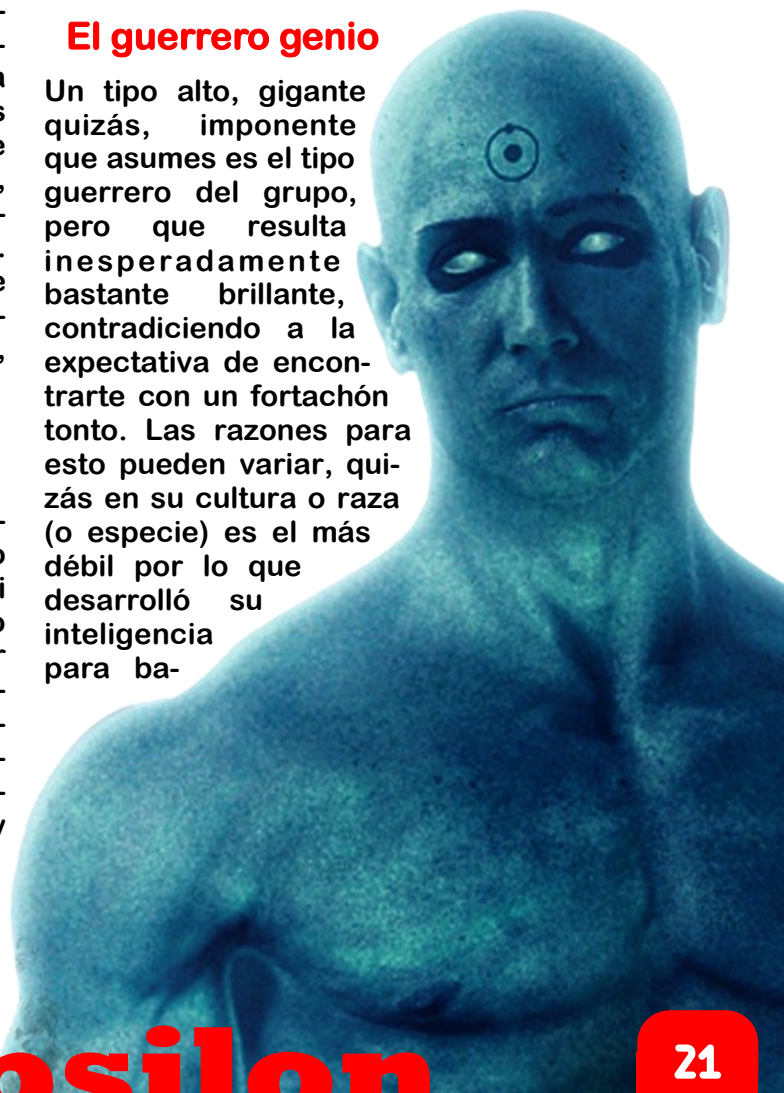 El guerrero genio
Un tipo alto, gigante
quizás, imponente
que asumes es el tipo
guerrero del grupo,
pero que resulta
inesperadamente
bastante brillante,
contradiciendo a la
expectativa de encon-
trarte con un fortachón
tonto. Las razones para
esto pueden variar, qui-
zás en su cultura o raza
(o especie) es el más
débil por lo que
desarrolló su
inteligencia
para ba-
psilon
21